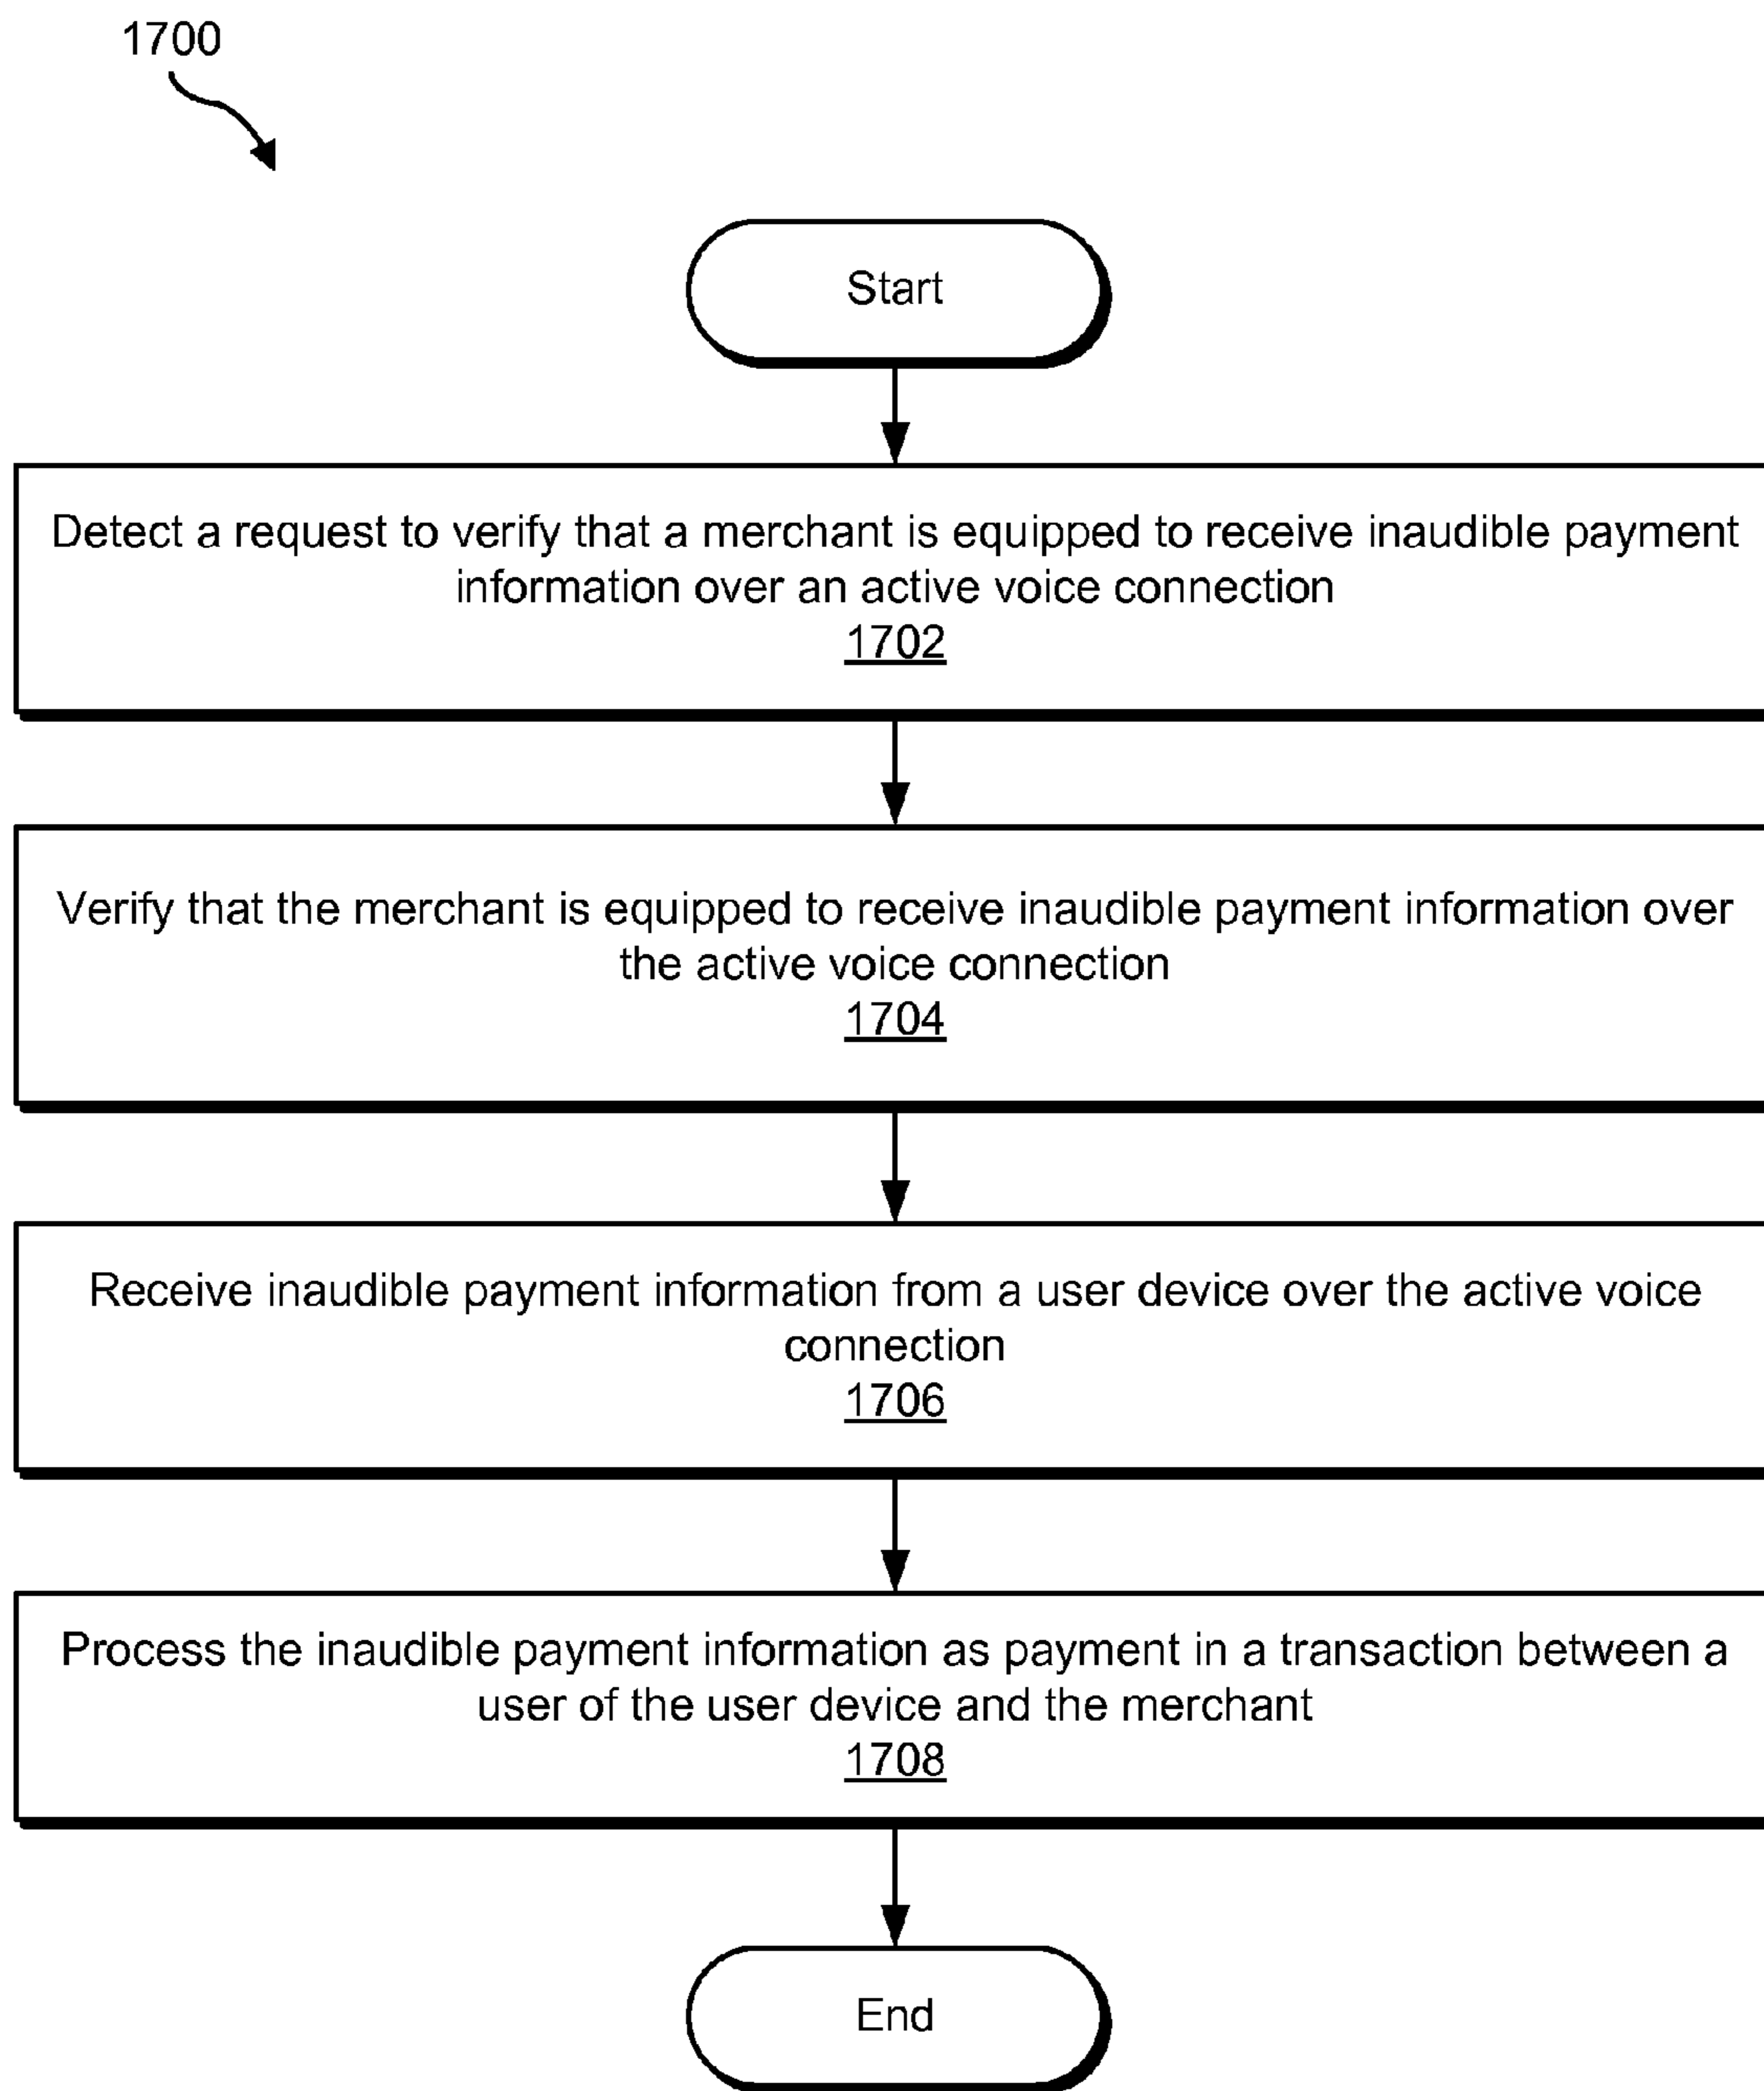 1700
Start
Detect a request to verify that a merchant is equipped to receive inaudible payment
information over an active voice connection
1702
Verify that the merchant is equipped to receive inaudible payment information over
the active voice connection
1704
Receive inaudible payment information from a user device over the active voice
connection
1706
Process the inaudible payment information as payment in a transaction between a
user of the user device and the merchant
1708
End